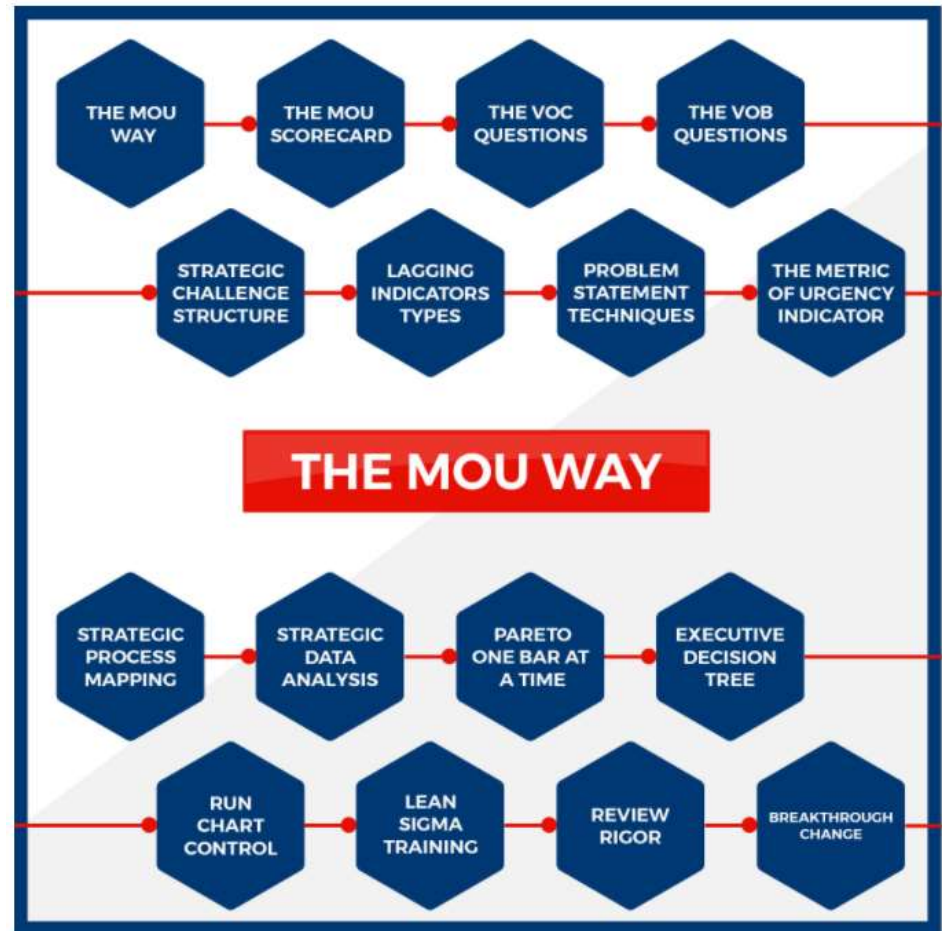 THE MOU
WAY
THE MOU
SCORECARD
THE VOC
QUESTIONS
THE VOB
QUESTIONS
STRATEGIC
CHALLENGE
STRUCTURE
LAGGING
INDICATORS
TYPES
PROBLEM
STATEMENT
TECHNIQUES
THE METRIC
OF URGENCY
INDICATOR
THE MOU WAY
STRATEGIC
PROCESS
MAPPING
STRATEGIC
DATA
ANALYSIS
PARETO
ONE BAR AT
A TIME
EXECUTIVE
DECISION
TREE
RUN
CHART
CONTROL
LEAN
SIGMA
TRAINING
REVIEW
RIGOR
BREAKTHROUGH
CHANGE